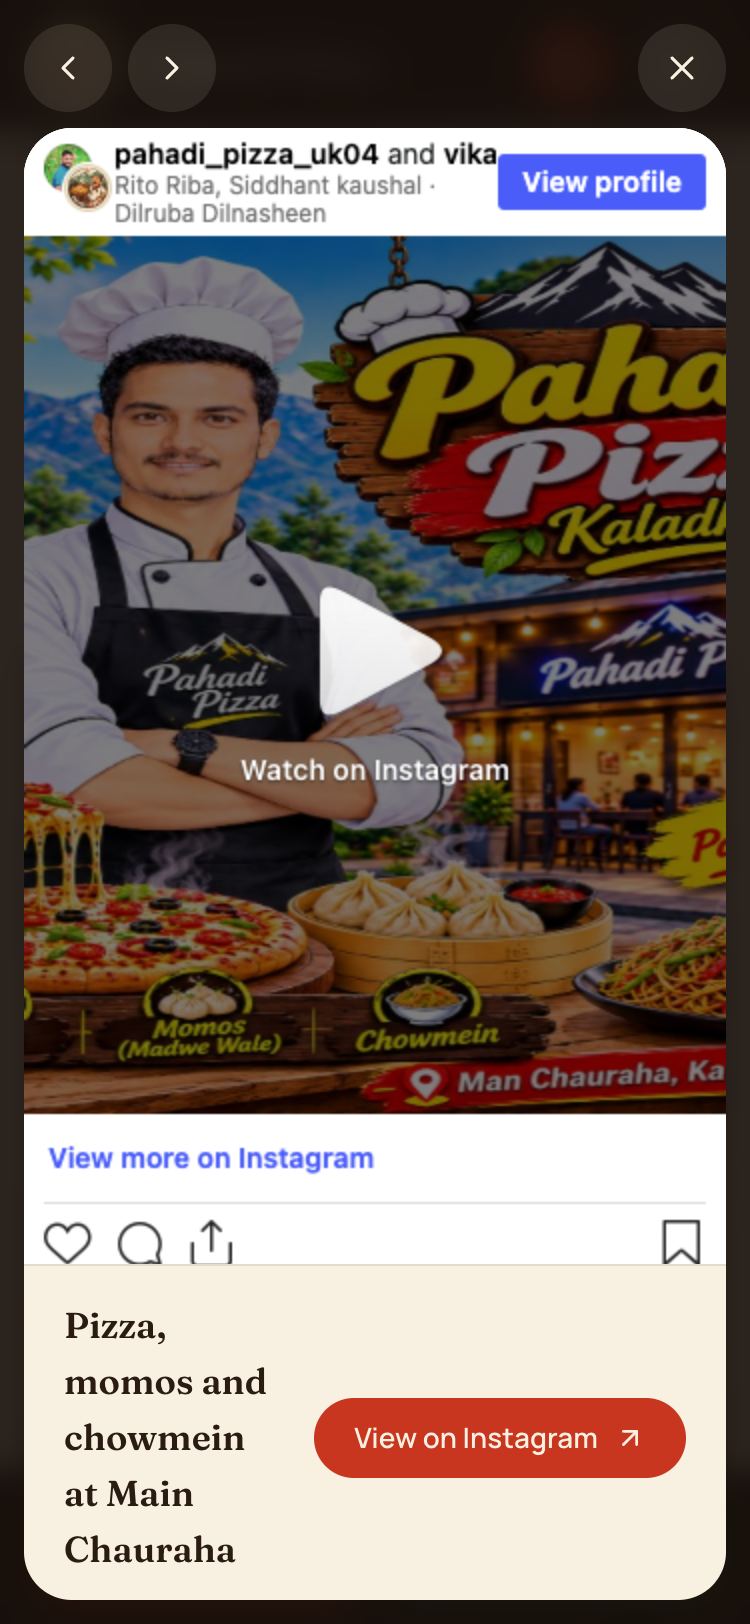 pahadi_pizza_uk04 and vika
View profile
Rito Riba, Siddhant kaushal ·
Dilruba Dilnasheen
Paha
Pizz
Kaladh
Pahadi P
Pahadi
Pizza
Watch on Instagram
Pa
Momos
(Madwe Wale)
Chowmein
Man Chauraha, Ka
View more on Instagram
Pizza,
momos and
chowmein
at Main
Chauraha
View on Instagram